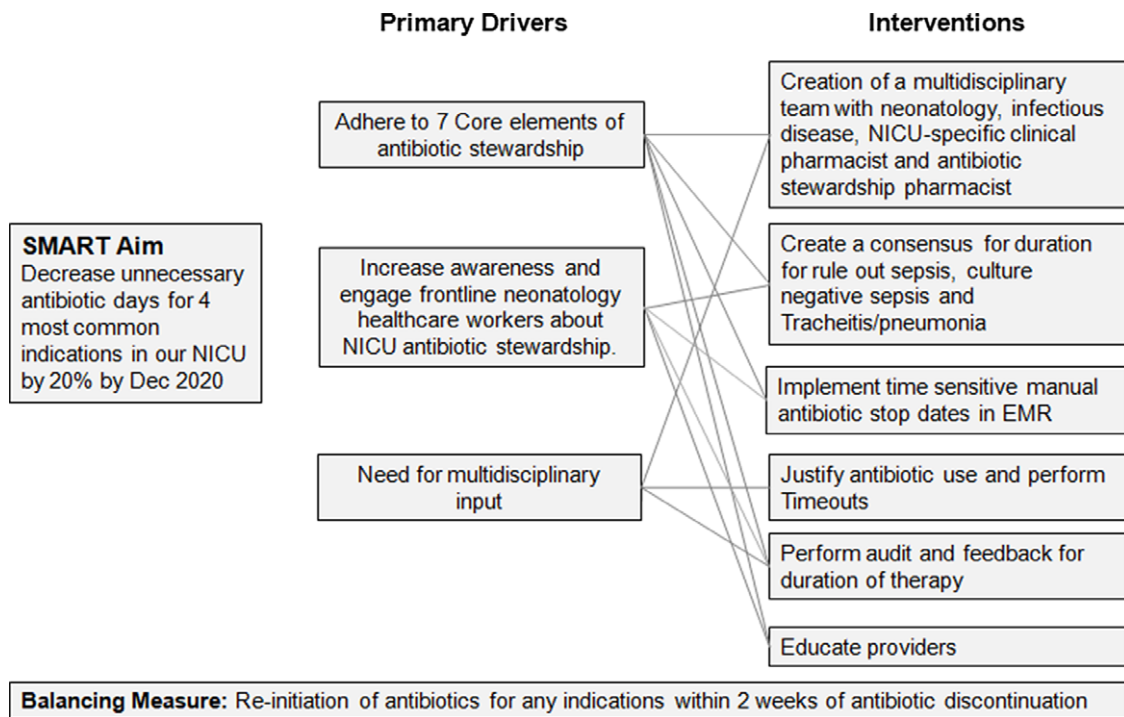 Primary Drivers
Interventions
SMART Aim
Decrease unnecessary
antibiotic days for 4
most common
indications in our NICU
by 20% by Dec 2020
Adhere to 7 Core elements of
antibiotic stewardship
Increase awareness and
engage frontline neonatology
healthcare workers about
NICU antibiotic stewardship.
Need for multidisciplinary
input
Creation of a multidisciplinary
team with neonatology, infectious
disease, NICU-specific clinical
pharmacist and antibiotic
stewardship pharmacist
Create a consensus for duration
for rule out sepsis, culture
negative sepsis and
Tracheitis/pneumonia
Implement time sensitive manual
antibiotic stop dates in EMR
Justify antibiotic use and perform
Timeouts
Perform audit and feedback for
duration of therapy
Educate providers
Balancing Measure: Re-initiation of antibiotics for any indications within 2 weeks of antibiotic discontinuation